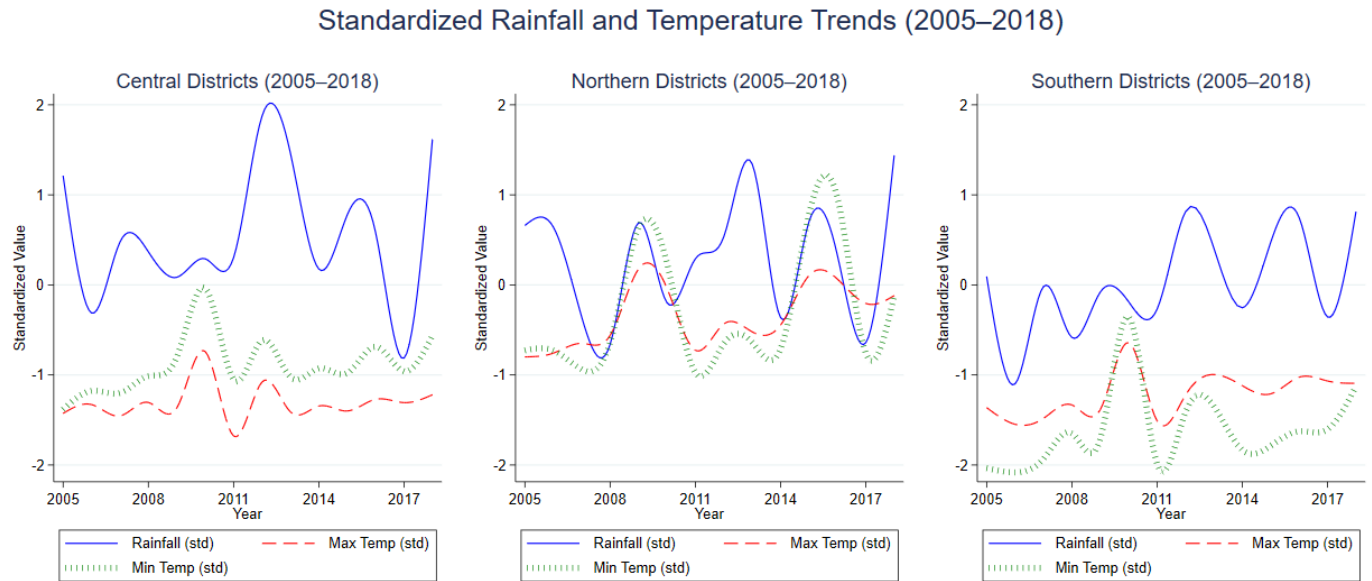 Standardized Rainfall and Temperature Trends (2005–2018)
Central Districts (2005–2018)
2
1
0
-1
-2
Standardized Value
2005 2008 2011 2014 2017
Year
Rainfall (std) Max Temp (std)
Min Temp (std)
Northern Districts (2005–2018)
2
1
0
-1
-2
Standardized Value
2005 2008 2011 2014 2017
Year
Rainfall (std) Max Temp (std)
Min Temp (std)
Southern Districts (2005–2018)
2
1
0
-1
-2
Standardized Value
2005 2008 2011 2014 2017
Year
Rainfall (std) Max Temp (std)
Min Temp (std)